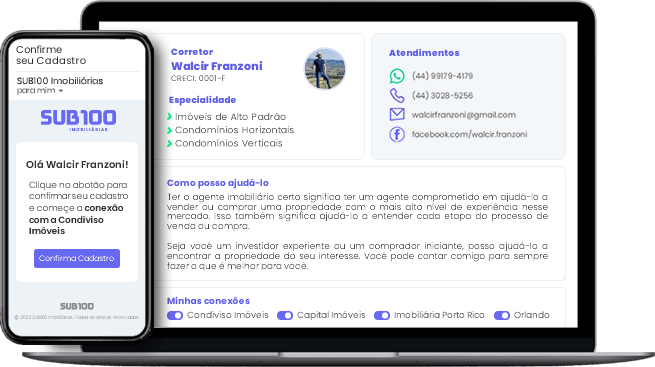 Confirme
seu Cadastro
SUB100 Imobiliárias
para mim
SUB100
IMOBILIÁRIAS
Olá Walcir Franzoni!
Clique no abotão para
confirmar seu cadastro
e começe a conexão
com a Condiviso
Imóveis
Confirma Cadastro
SUB100
© 2022 SUB100 Imobiliárias. Todos os direitos reservados.
Corretor
Walcir Franzoni
CRECI: 0001-F
Especialidade
Imóveis de Alto Padrão
Condomínios Horizontais
Condomínios Verticais
Atendimentos
(44) 99179-4179
(44) 3028-5256
walcirfranzoni@gmail.com
facebook.com/walcir.franzoni
Como posso ajudá-lo
Ter o agente imobiliário certo significa ter um agente comprometido em ajudá-lo a
vender ou comprar uma propriedade com o mais alto nível de experiência nesse
mercado. Isso também significa ajudá-lo a entender cada etapa do processo de
venda ou compra.
Seja você um investidor experiente ou um comprador iniciante, posso ajudá-lo a
encontrar a propriedade do seu interesse. Você pode contar comigo para sempre
fazer o que é melhor para você.
Minhas conexões
Condiviso Imóveis
Capital Imóveis
Imobiliária Porto Rico
Orlando